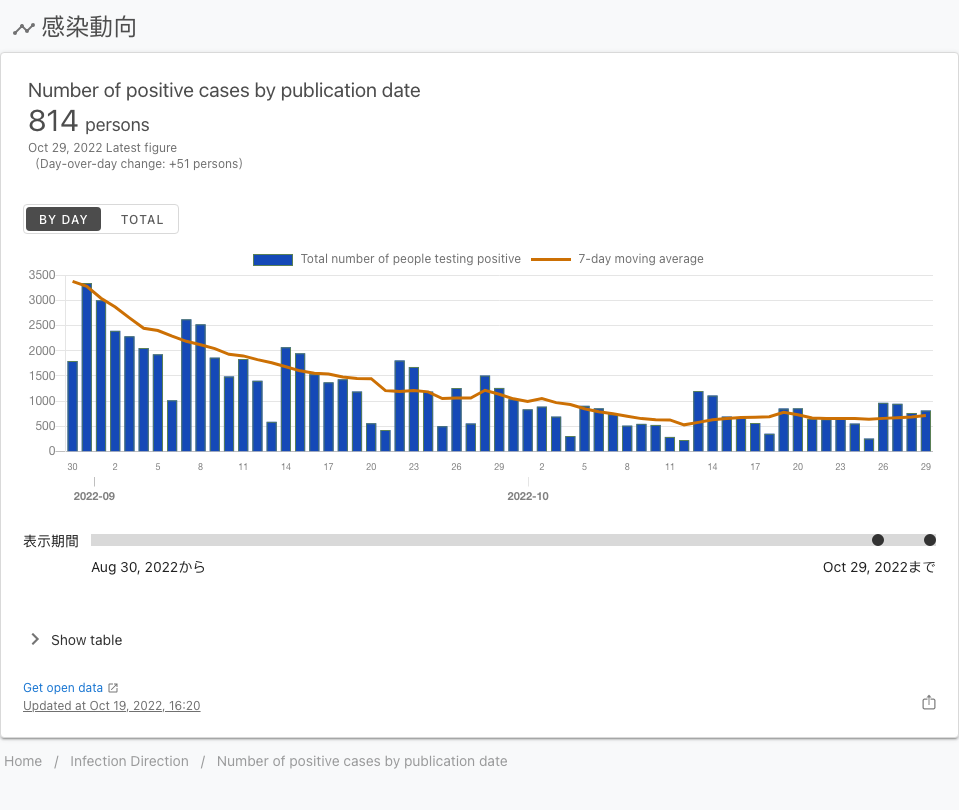 感染動向
Number of positive cases by publication date
814 persons
Oct 29, 2022 Latest figure
(Day-over-day change: +51 persons)
BY DAY TOTAL
Total number of people testing positive 7-day moving average
3500
3000
2500
2000
1500
1000
500
0
30 2 5 8 11 14 17 20 23 26 29 2 5 8 11 14 17 20 23 26 29
2022-09 2022-10
表示期間
Aug 30, 2022から Oct 29, 2022まで
Show table
Get open data
Updated at Oct 19, 2022, 16:20
Home / Infection Direction / Number of positive cases by publication date